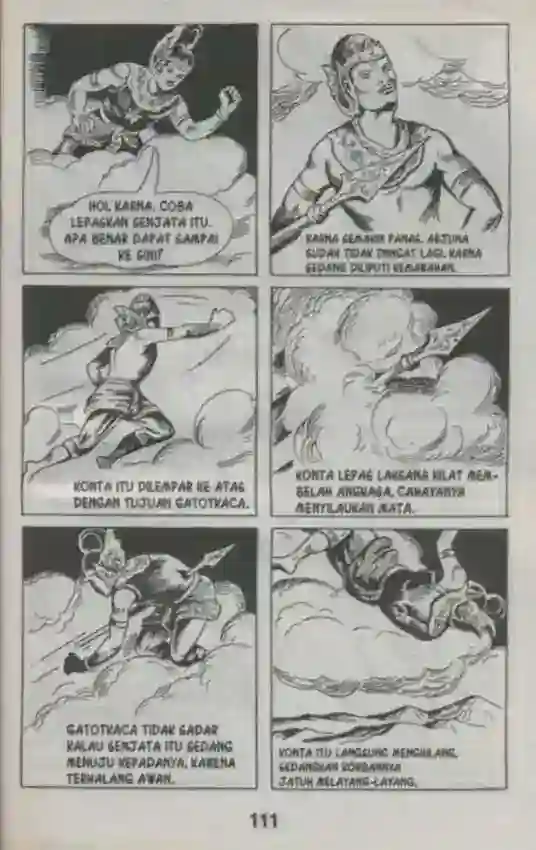 HOI, KARNA. COBA
LEPASKAN SENJATA ITU.
APA BENAR DAPAT SAMPAI
KE SINI?
KARNA SEMAKIN PANAS. ARJUNA
SUDAH TIDAK DIINGAT LAGI. KARNA
SEDANG DILIPUTI KEMARAHAN.
KONTA ITU DILEMPAR KE ATAS
DENGAN TUJUAN GATOTKACA.
KONTA LEPAS LAKSANA KILAT MEM-
BELAH ANGKASA. CAHAYANYA
MENYILAUKAN MATA.
GATOTKACA TIDAK SADAR
KALAU SENJATA ITU SEDANG
MENUJU KEPADANYA, KARENA
TERHALANG AWAN.
KONTA ITU LANGSUNG MENGHILANG,
SEDANGKAN KORBANNYA
JATUH MELAYANG-LAYANG.
111